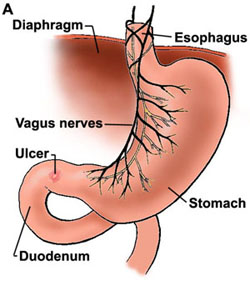 A
Diaphragm
Esophagus
Vagus nerves
Ulcer
Stomach
Duodenum